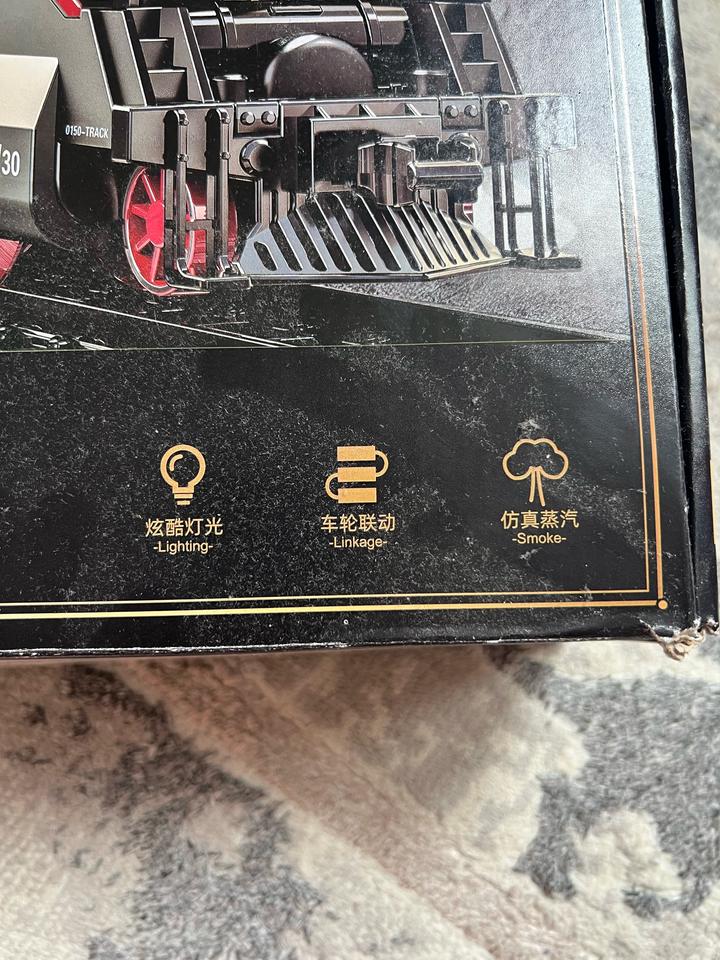 0150-TRACK
30
炫酷灯光
-Lighting-
车轮联动
-Linkage-
仿真蒸汽
-Smoke-